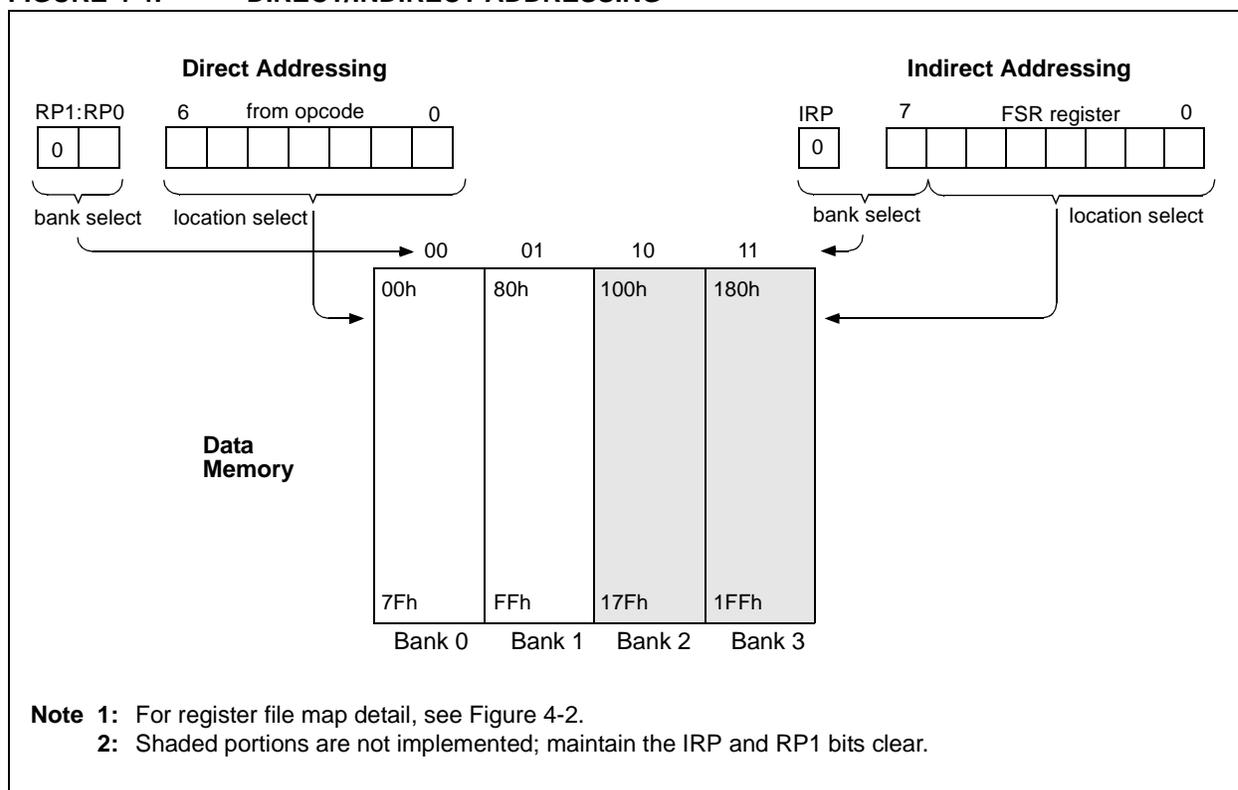 FIGURE 4-4: DIRECT/INDIRECT ADDRESSING
Direct Addressing
Indirect Addressing
RP1:RP0 6 from opcode 0
IRP 7 FSR register 0
0
0
bank select location select
bank select location select
00 01 10 11
00h 80h 100h 180h
Data
Memory
7Fh FFh 17Fh 1FFh
Bank 0 Bank 1 Bank 2 Bank 3
Note 1: For register file map detail, see Figure 4-2.
2: Shaded portions are not implemented; maintain the IRP and RP1 bits clear.